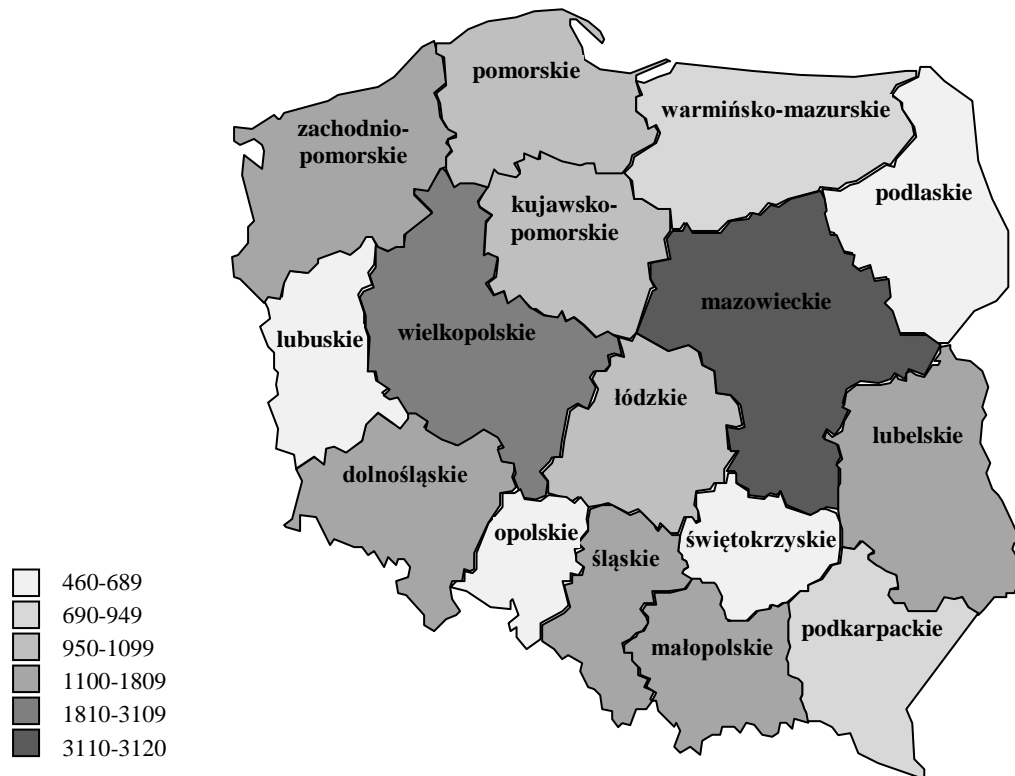 pomorskie
warmińsko-mazurskie
zachodnio-
pomorskie
podlaskie
kujawsko-
pomorskie
mazowieckie
lubuskie
wielkopolskie
łódzkie
lubelskie
dolnośląskie
opolskie
świętokrzyskie
śląskie
podkarpackie
małopolskie
460-689
690-949
950-1099
1100-1809
1810-3109
3110-3120